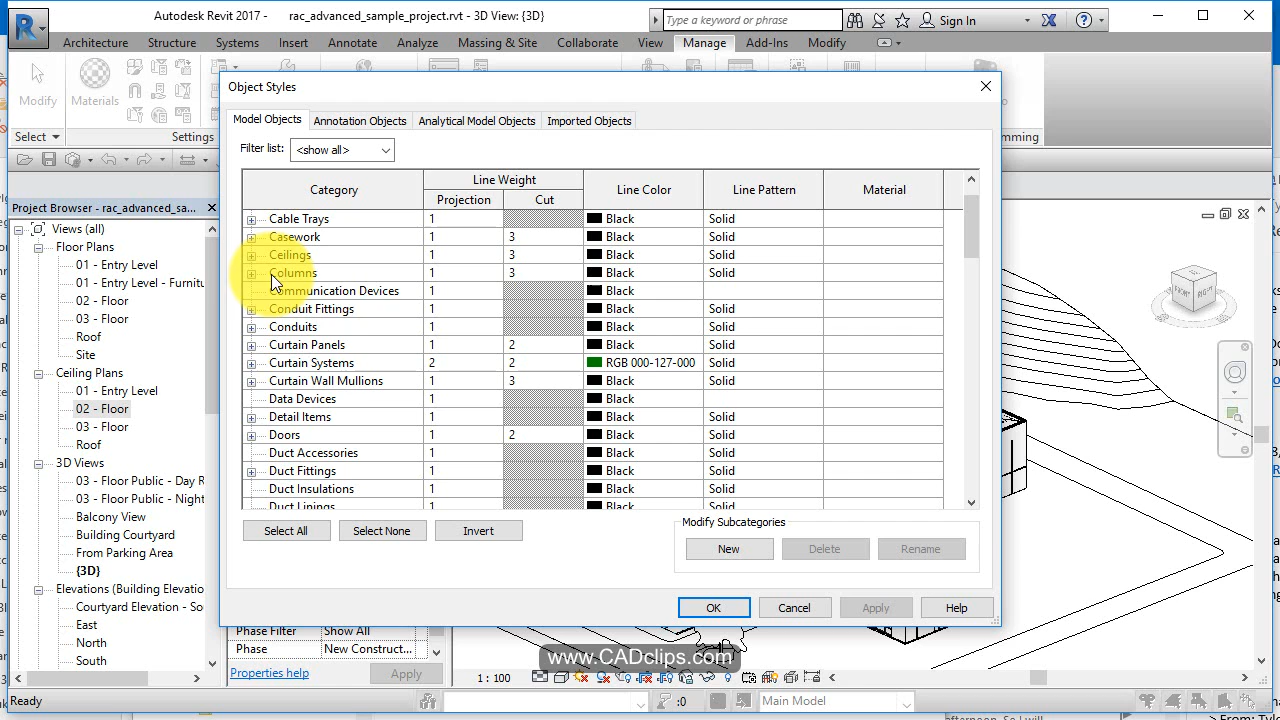 Autodesk Revit 2017 - rac_advanced_sample_project.rvt - 3D View: {3D}
Type a keyword or phrase
Sign In
Architecture Structure Systems Insert Annotate Analyze Massing & Site Collaborate View Manage Add-Ins Modify
Modify Materials
Select Settings
Object Styles
Model Objects Annotation Objects Analytical Model Objects Imported Objects
Filter list: <show all>
Category Line Weight Line Color Line Pattern Material
Projection Cut
Cable Trays 1 Black Solid
Casework 1 3 Black Solid
Ceilings 1 3 Black Solid
Columns 1 3 Black Solid
Communication Devices 1 Black
Conduit Fittings 1 Black Solid
Conduits 1 Black Solid
Curtain Panels 1 2 Black Solid
Curtain Systems 2 2 RGB 000-127-000 Solid
Curtain Wall Mullions 1 3 Black Solid
Data Devices 1 Black
Detail Items 1 Black Solid
Doors 1 2 Black Solid
Duct Accessories 1 Black Solid
Duct Fittings 1 Black Solid
Duct Insulations 1 Black Solid
Duct Linings 1 Black Solid
Select All Select None Invert
Modify Subcategories
New Delete Rename
OK Cancel Apply Help
Project Browser - rac_advanced_sa...
Views (all)
Floor Plans
01 - Entry Level
01 - Entry Level - Furnitu
02 - Floor
03 - Floor
Roof
Site
Ceiling Plans
01 - Entry Level
02 - Floor
03 - Floor
Roof
3D Views
03 - Floor Public - Day R
03 - Floor Public - Night
Balcony View
Building Courtyard
From Parking Area
{3D}
Elevations (Building Elevation
Courtyard Elevation - So
East
North
South
Phase Filter Show All
Phase New Construct...
Properties help Apply
FRONT RIGHT
www.CADclips.com
1 : 100
Ready
:0
Main Model